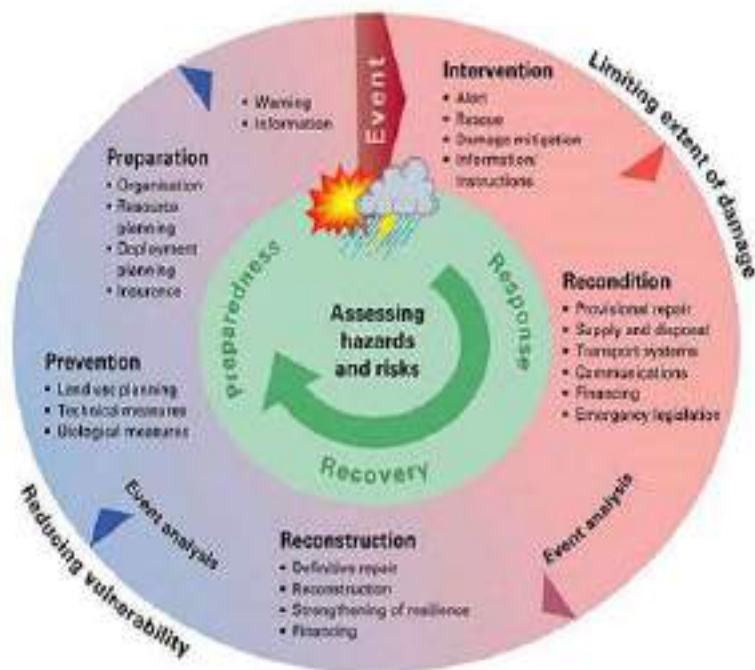 Event
Intervention
• Alert
• Rescue
• Damage mitigation
• Information/
Instructions
Limiting extent of damage
Recondition
• Provisional repair
• Supply and disposal
• Transport systems
• Communications
• Financing
• Emergency legislation
Event analysis
Reconstruction
• Definitive repair
• Reconstruction
• Strengthening of resilience
• Financing
Event analysis
Reducing vulnerability
Prevention
• Land use planning
• Technical measures
• Biological measures
Preparation
• Organisation
• Resource
planning
• Deployment
planning
• Insurance
• Warning
• Information
Response
Recovery
Preparedness
Assessing
hazards
and risks